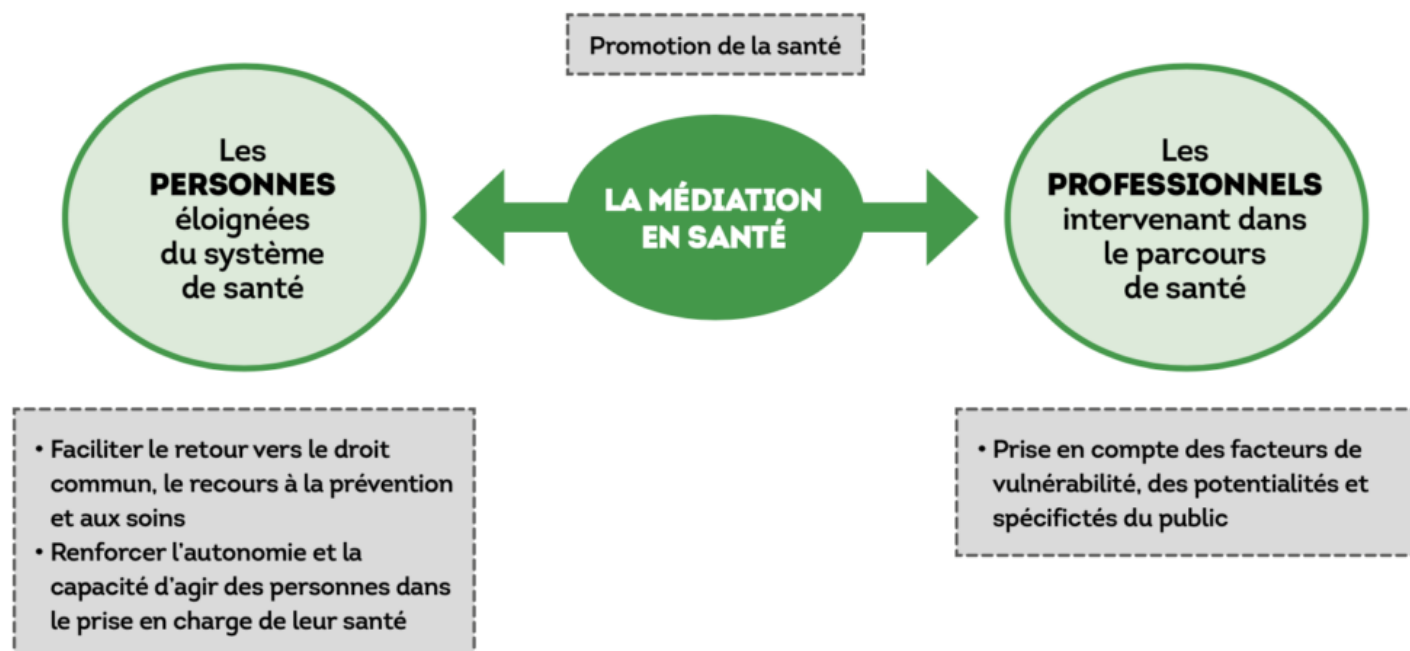 Promotion de la santé
Les
PERSONNES
éloignées
du système
de santé
LA MÉDIATION
EN SANTÉ
Les
PROFESSIONNELS
intervenant dans
le parcours
de santé
• Faciliter le retour vers le droit
commun, le recours à la prévention
et aux soins
• Renforcer l'autonomie et la
capacité d'agir des personnes dans
le prise en charge de leur santé
• Prise en compte des facteurs de
vulnérabilité, des potentialités et
spécifictés du public